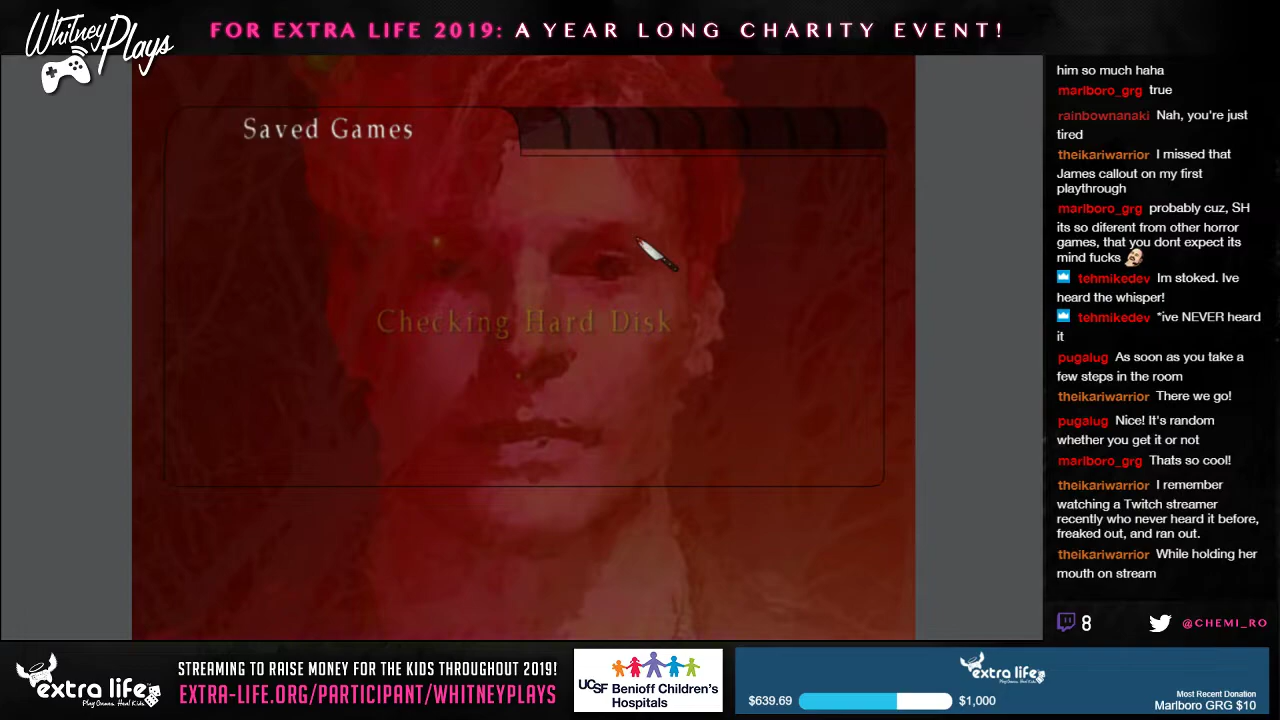 Whitney Plays
FOR EXTRA LIFE 2019: A YEAR LONG CHARITY EVENT!
Saved Games
Checking Hard Disk
him so much haha
marlboro_grg true
rainbownanaki Nah, you're just
tired
theikariwarrior I missed that
James callout on my first
playthrough
marlboro_grg probably cuz, SH
its so diferent from other horror
games, that you dont expect its
mind fucks
tehmikedev Im stoked. Ive
heard the whisper!
tehmikedev *ive NEVER heard
it
pugalug As soon as you take a
few steps in the room
theikariwarrior There we go!
pugalug Nice! It's random
whether you get it or not
marlboro_grg Thats so cool!
theikariwarrior I remember
watching a Twitch streamer
recently who never heard it before,
freaked out, and ran out.
theikariwarrior While holding her
mouth on stream
8 @CHEMI_RO
extra life
Play Games. Heal Kids.
STREAMING TO RAISE MONEY FOR THE KIDS THROUGHOUT 2019!
EXTRA-LIFE.ORG/PARTICIPANT/WHITNEYPLAYS
UCSF Benioff Children's
Hospitals
extra life
$639.69 $1,000
Most Recent Donation
Marlboro GRG $10